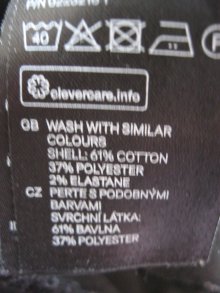 40
clevercare.info
GB WASH WITH SIMILAR
COLOURS
SHELL: 61% COTTON
37% POLYESTER
2% ELASTANE
CZ PERTE S PODOBNÝMI
BARVAMI
SVRCHNÍ LÁTKA:
61% BAVLNA
37% POLYESTER